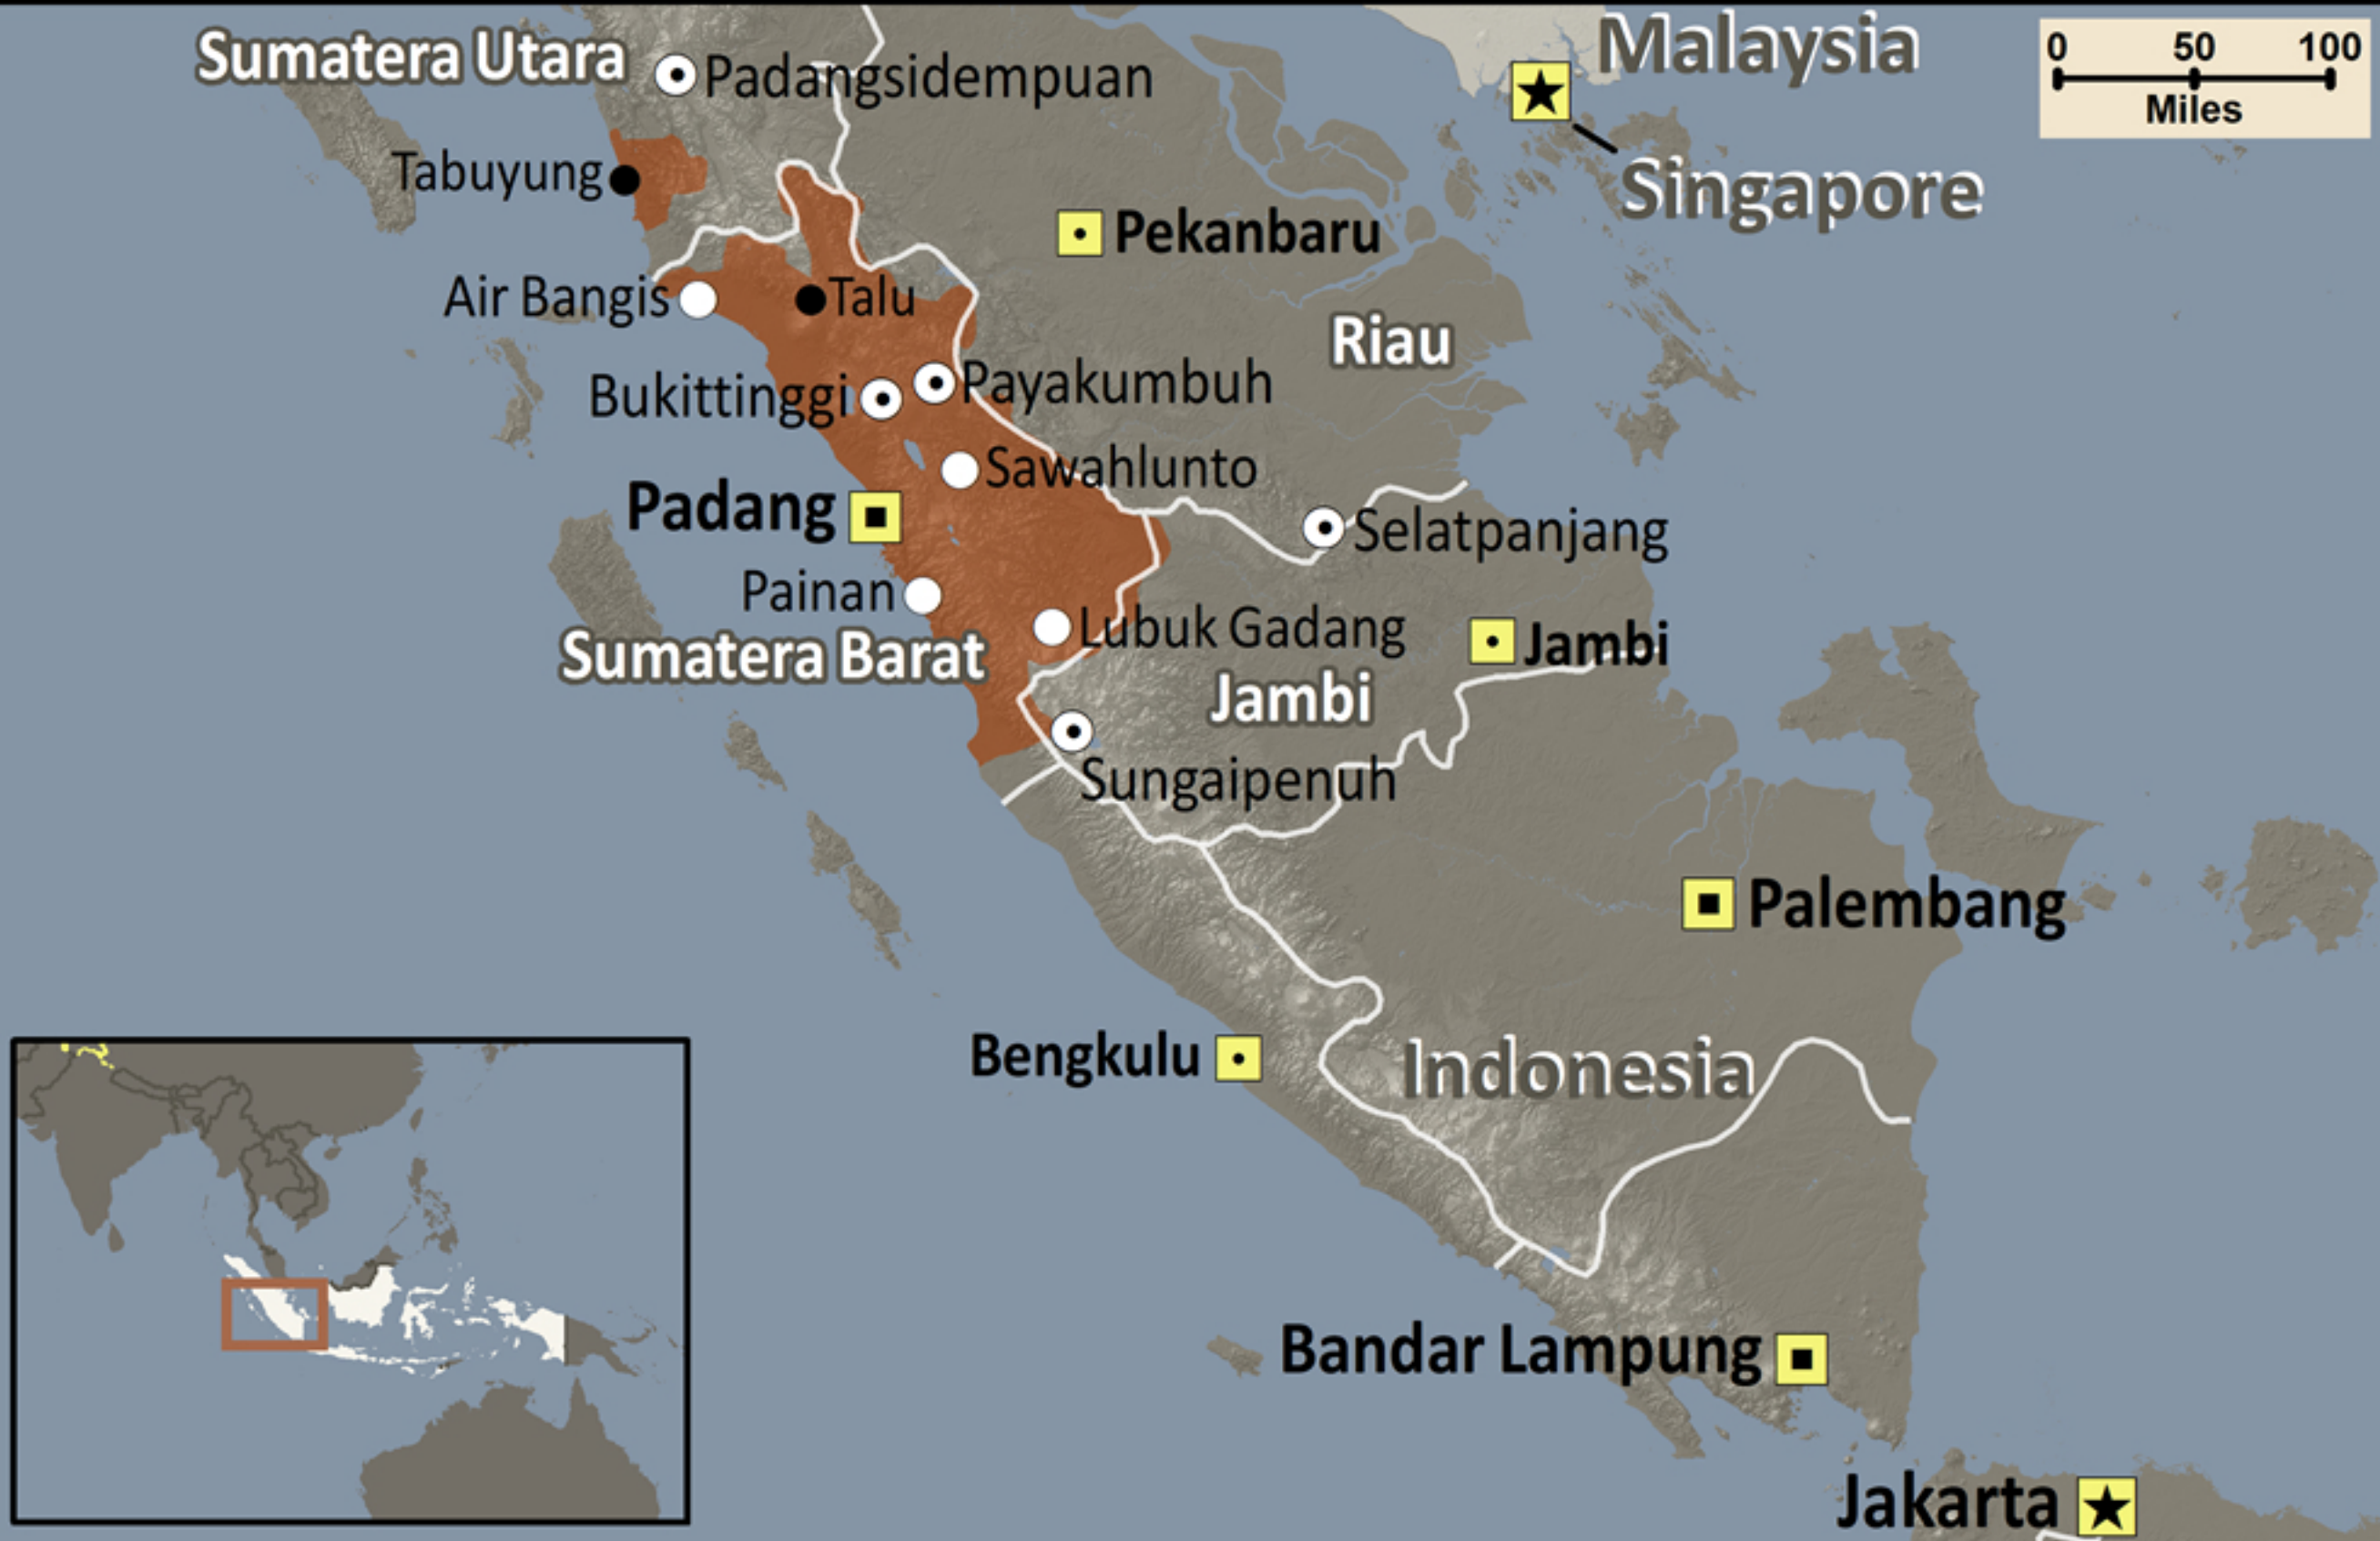 Sumatera Utara
Padangsidempuan
Malaysia
0 50 100
Miles
Tabuyung
Singapore
Pekanbaru
Air Bangis
Talu
Riau
Bukittinggi
Payakumbuh
Sawahlunto
Padang
Selatpanjang
Painan
Lubuk Gadang
Jambi
Sumatera Barat
Jambi
Sungaipenuh
Palembang
Bengkulu
Indonesia
Bandar Lampung
Jakarta